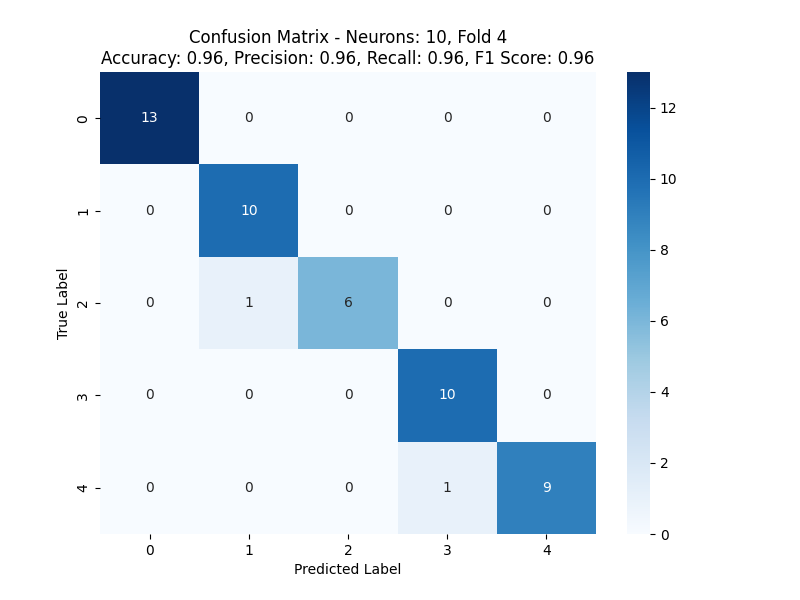 Confusion Matrix - Neurons: 10, Fold 4
Accuracy: 0.96, Precision: 0.96, Recall: 0.96, F1 Score: 0.96
0 13 0 0 0 0
1 0 10 0 0 0
2 0 1 6 0 0
3 0 0 0 10 0
4 0 0 0 1 9
0 1 2 3 4
True Label
Predicted Label
12
10
8
6
4
2
0